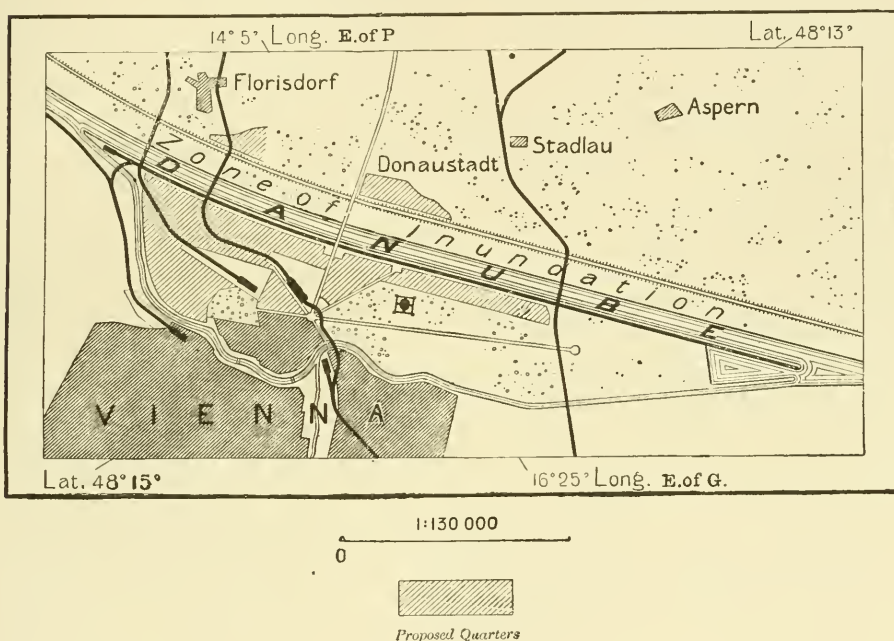 14° 5' Long. E.of P
Lat. 48°13°
Florisdorf
Aspern
Stadlau
Donaustadt
Zone of Inundation
DANUBE
VIENNA
Lat. 48°15°
16°25' Long. E.of G.
1:130 000
0
Proposed Quarters